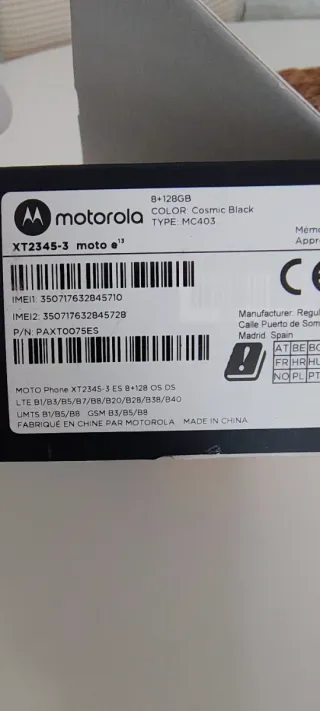 motorola
8+128GB
COLOR: Cosmic Black
TYPE: MC403
XT2345-3 moto e¹³
IMEI1: 350717632845710
IMEI2: 350717632845728
P/N: PAXT0075ES
MOTO Phone XT2345-3 ES 8+128 OS DS
LTE B1/B3/B5/B7/B8/B20/B28/B38/B40
UMTS B1/B5/B8 GSM B3/B5/B8
FABRIQUÉ EN CHINE PAR MOTOROLA MADE IN CHINA
CE
Manufacturer:
Calle Puerto de
Madrid. Spain
AT BE
FR HR
NO PL PT